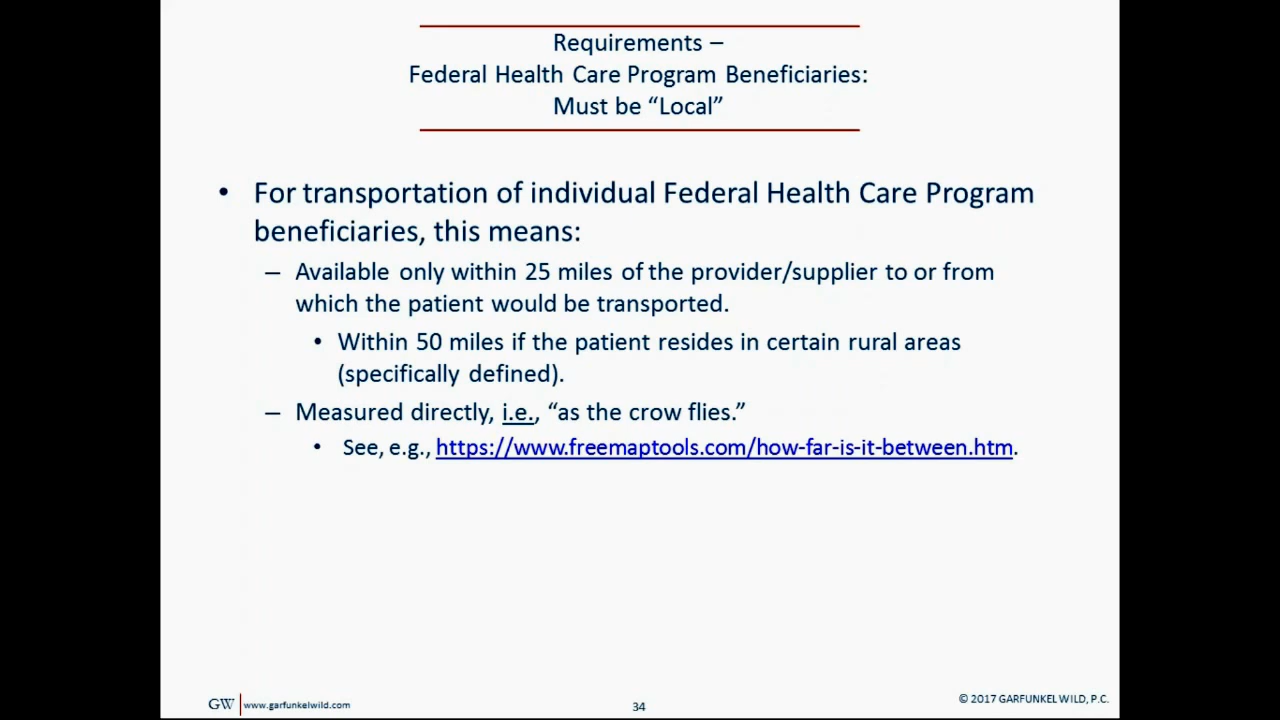 Requirements –
Federal Health Care Program Beneficiaries:
Must be “Local”
• For transportation of individual Federal Health Care Program
beneficiaries, this means:
– Available only within 25 miles of the provider/supplier to or from
which the patient would be transported.
• Within 50 miles if the patient resides in certain rural areas
(specifically defined).
– Measured directly, i.e., “as the crow flies.”
• See, e.g., https://www.freemaptools.com/how-far-is-it-between.htm.
GW www.garfunkelwild.com
34
© 2017 GARFUNKEL WILD, P.C.